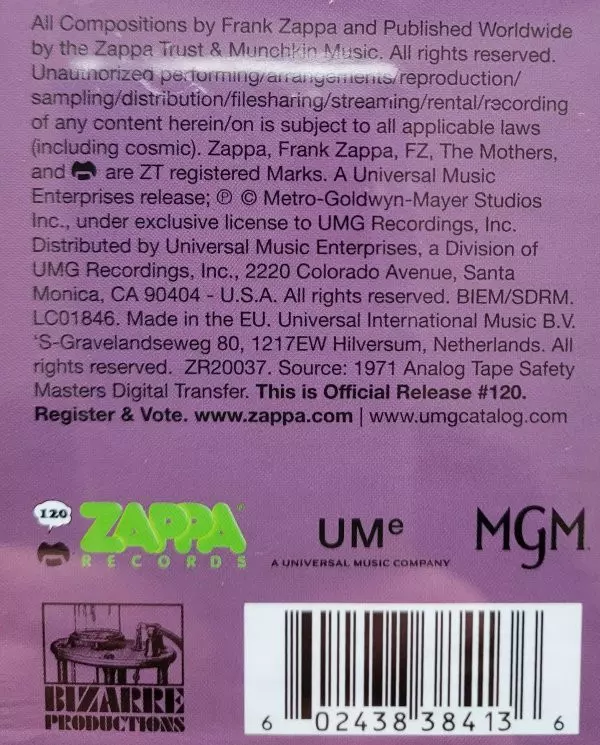 All Compositions by Frank Zappa and Published Worldwide
by the Zappa Trust & Munchkin Music. All rights reserved.
Unauthorized performing/arrangements/reproduction/
sampling/distribution/filesharing/streaming/rental/recording
of any content herein/on is subject to all applicable laws
(including cosmic). Zappa, Frank Zappa, FZ, The Mothers,
and are ZT registered Marks. A Universal Music
Enterprises release; ℗ © Metro-Goldwyn-Mayer Studios
Inc., under exclusive license to UMG Recordings, Inc.
Distributed by Universal Music Enterprises, a Division of
UMG Recordings, Inc., 2220 Colorado Avenue, Santa
Monica, CA 90404 - U.S.A. All rights reserved. BIEM/SDRM.
LC01846. Made in the EU. Universal International Music B.V.
'S-Gravelandseweg 80, 1217EW Hilversum, Netherlands. All
rights reserved. ZR20037. Source: 1971 Analog Tape Safety
Masters Digital Transfer. This is Official Release #120.
Register & Vote. www.zappa.com | www.umgcatalog.com
120
ZAPPA
RECORDS
UMe
A UNIVERSAL MUSIC COMPANY
MGM
BIZARRE
PRODUCTIONS
6 02438 38413 6